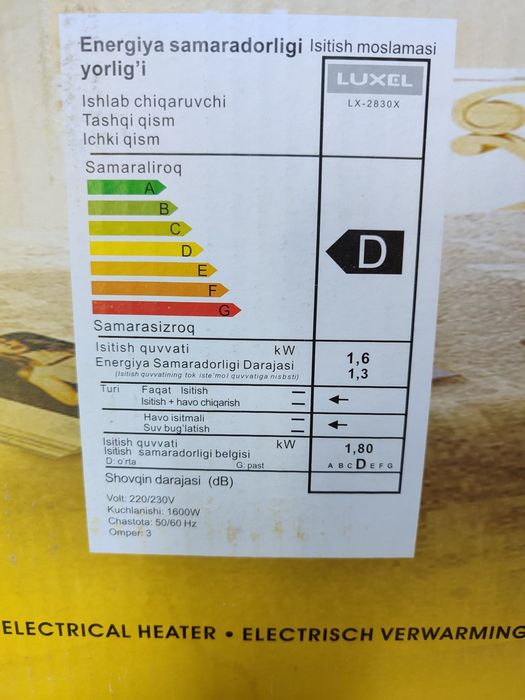 Energiya samaradorligi yorlig'i
Isitish moslamasi
LUXEL
LX-2830X
Ishlab chiqaruvchi
Tashqi qism
Ichki qism
Samaraliroq
A
B
C
D
E
F
G
D
Samarasizroq
Isitish quvvati kW 1,6
Energiya Samaradorligi Darajasi 1,3
(Isitish quvvatining tok iste'mol quvvatiga nisbsti)
Turi Faqat Isitish
Isitish + havo chiqarish
- Havo isitmali
Suv bug'latish
Isitish quvvati kW 1,80
Isitish samaradorligi belgisi
D: o'rta G: past A B C D E F G
Shovqin darajasi (dB)
Volt: 220/230V
Kuchlanishi: 1600W
Chastota: 50/60 Hz
Omper: 3
ELECTRICAL HEATER • ELECTRISCH VERWARMING